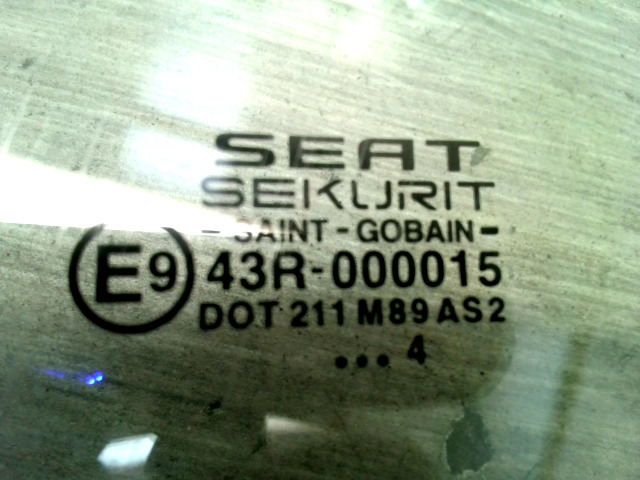 SEAT
SEKURIT
- SAINT - GOBAIN -
E9 43R-000015
DOT 211 M89 AS2
... 4